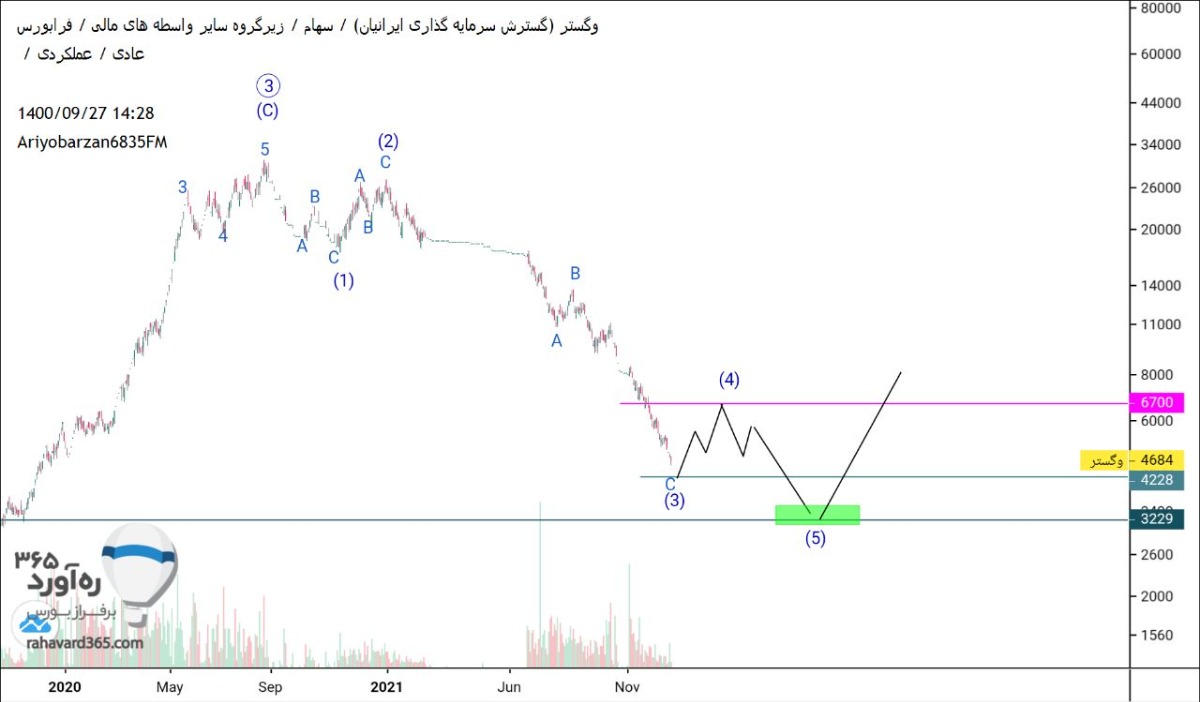 وگستر (گسترش سرمایه گذاری ایرانیان) / سهام / زیرگروه سایر واسطه های مالی / فرابورس
عادی / عملکردی /
1400/09/27 14:28
Ariyobarzan6835FM
3
(C)
5
3
4
A
B
C
(1)
A
B
(2)
C
A
B
C
(3)
(4)
(5)
80000
60000
44000
34000
26000
20000
14000
11000
8000
6700
6000
وگستر
4684
4228
3229
2600
2000
1560
ره‌آورد ۳۶۵
برفراز بورس
rahavard365.com
2020
May
Sep
2021
Jun
Nov